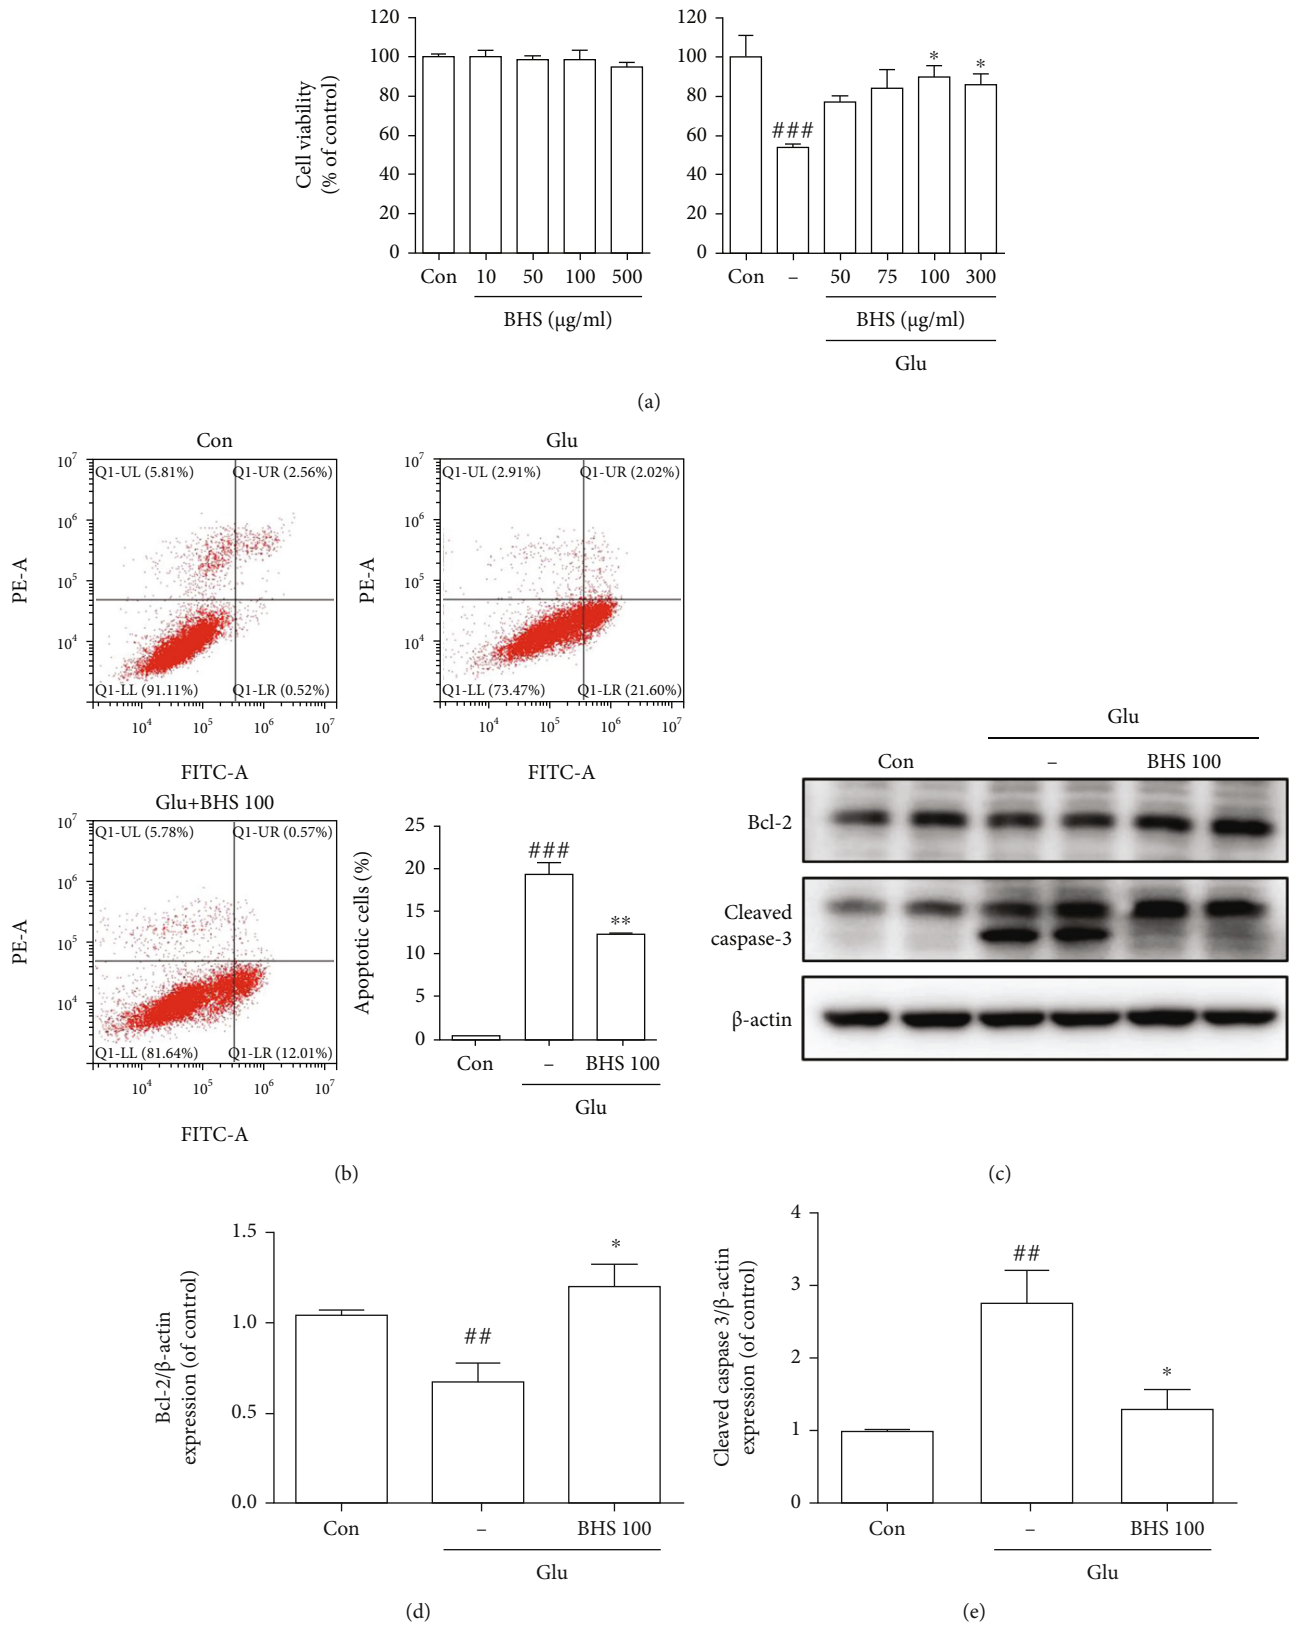 120
100
80
60
40
20
0
Cell viability
(% of control)
Con 10 50 100 500
BHS (μg/ml)
120
100
80
60
40
20
0
###
*
*
Con – 50 75 100 300
BHS (μg/ml)
Glu
(a)
Con
10⁷
10⁶
10⁵
10⁴
PE-A
Q1-UL (5.81%) Q1-UR (2.56%)
Q1-LL (91.11%) Q1-LR (0.52%)
10⁴ 10⁵ 10⁶ 10⁷
FITC-A
Glu
10⁷
10⁶
10⁵
10⁴
PE-A
Q1-UL (2.91%) Q1-UR (2.02%)
Q1-LL (73.47%) Q1-LR (21.60%)
10⁴ 10⁵ 10⁶ 10⁷
FITC-A
Glu+BHS 100
10⁷
10⁶
10⁵
10⁴
PE-A
Q1-UL (5.78%) Q1-UR (0.57%)
Q1-LL (81.64%) Q1-LR (12.01%)
10⁴ 10⁵ 10⁶ 10⁷
FITC-A
25
20
15
10
5
0
Apoptotic cells (%)
###
**
Con – BHS 100
Glu
(b)
Glu
Con – BHS 100
Bcl-2
Cleaved
caspase-3
β-actin
(c)
1.5
1.0
0.5
0.0
Bcl-2/β-actin
expression (of control)
##
*
Con – BHS 100
Glu
(d)
4
3
2
1
0
Cleaved caspase 3/β-actin
expression (of control)
##
*
Con – BHS 100
Glu
(e)